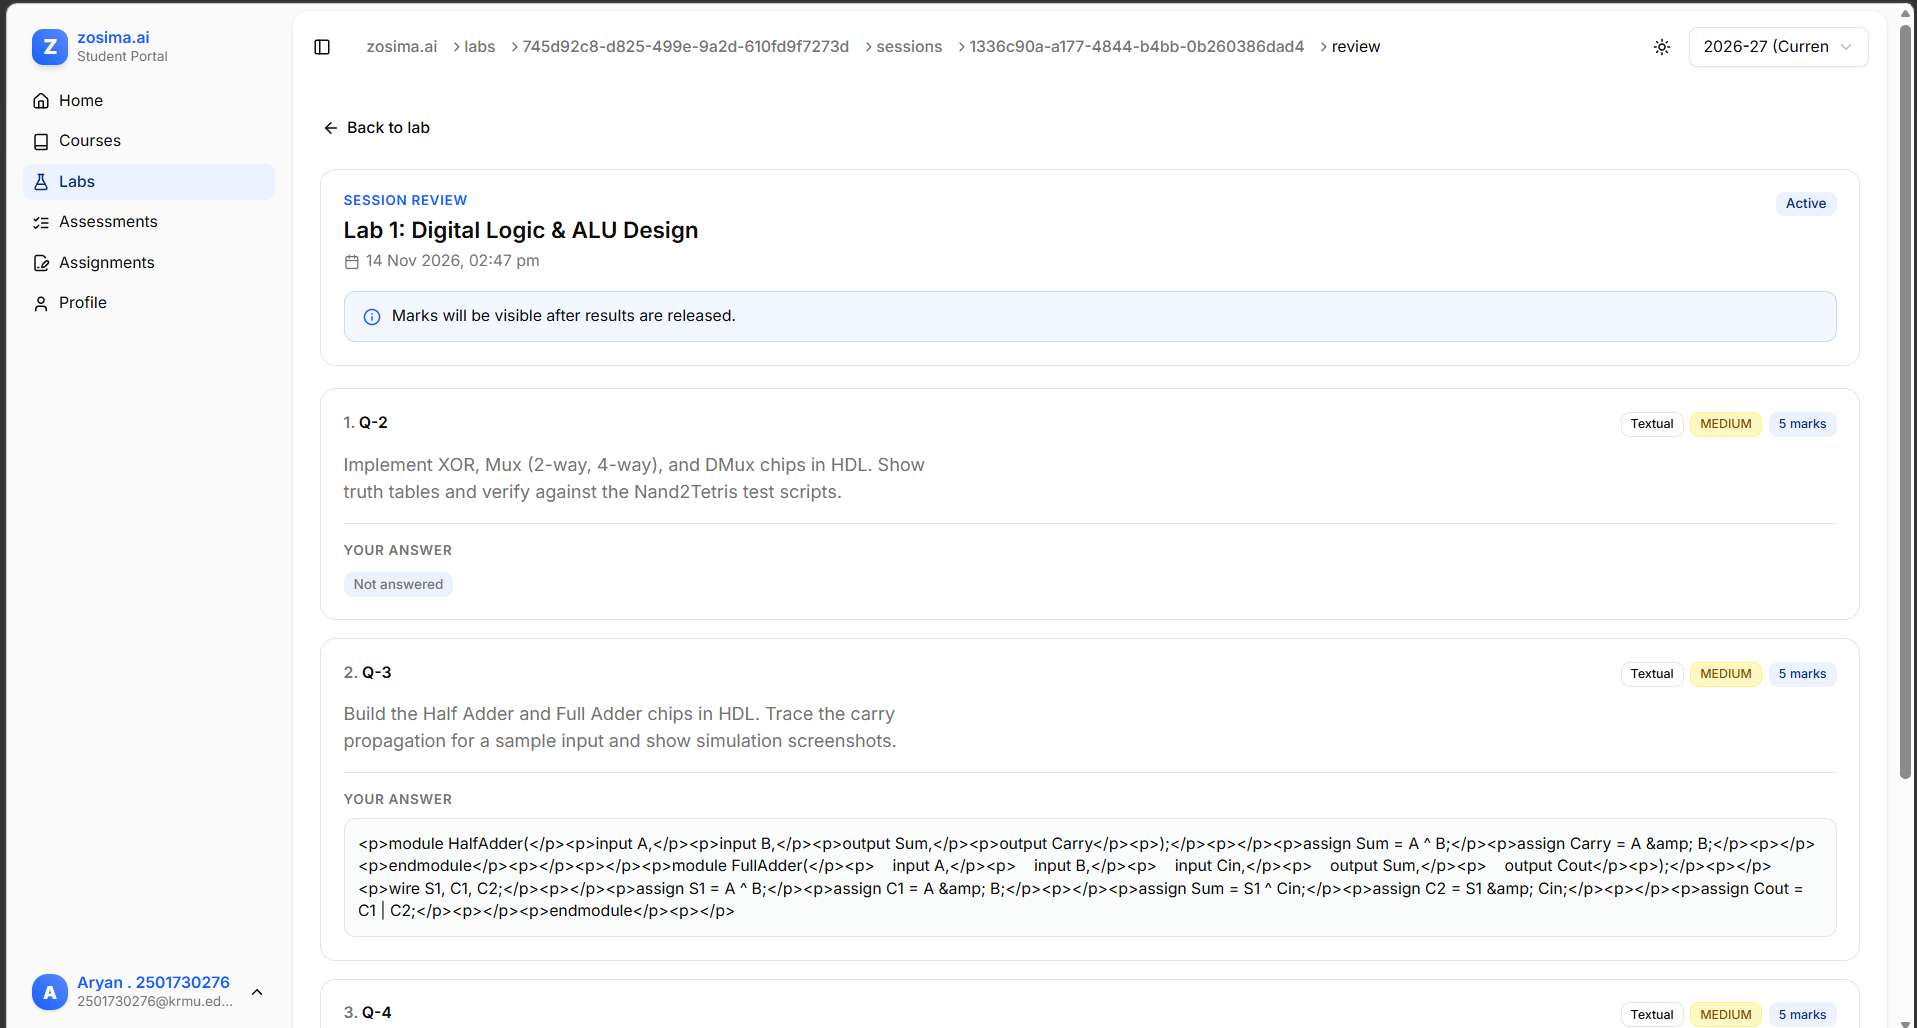 Z
zosima.ai
Student Portal
Home
Courses
Labs
Assessments
Assignments
Profile
A
Aryan . 2501730276
2501730276@krmu.ed...
zosima.ai > labs > 745d92c8-d825-499e-9a2d-610fd9f7273d > sessions > 1336c90a-a177-4844-b4bb-0b260386dad4 > review
2026-27 (Curren
Back to lab
SESSION REVIEW
Active
Lab 1: Digital Logic & ALU Design
14 Nov 2026, 02:47 pm
Marks will be visible after results are released.
1. Q-2
Textual MEDIUM 5 marks
Implement XOR, Mux (2-way, 4-way), and DMux chips in HDL. Show
truth tables and verify against the Nand2Tetris test scripts.
YOUR ANSWER
Not answered
2. Q-3
Textual MEDIUM 5 marks
Build the Half Adder and Full Adder chips in HDL. Trace the carry
propagation for a sample input and show simulation screenshots.
YOUR ANSWER
<p>module HalfAdder(</p><p>input A,</p><p>input B,</p><p>output Sum,</p><p>output Carry</p><p>);</p><p></p><p>assign Sum = A ^ B;</p><p>assign Carry = A &amp; B;</p><p></p>
<p>endmodule</p><p></p><p></p><p>module FullAdder(</p><p>    input A,</p><p>    input B,</p><p>    input Cin,</p><p>    output Sum,</p><p>    output Cout</p><p>);</p><p></p>
<p>wire S1, C1, C2;</p><p></p><p>assign S1 = A ^ B;</p><p>assign C1 = A &amp; B;</p><p></p><p>assign Sum = S1 ^ Cin;</p><p>assign C2 = S1 &amp; Cin;</p><p></p><p>assign Cout =
C1 | C2;</p><p></p><p>endmodule</p><p></p>
3. Q-4
Textual MEDIUM 5 marks